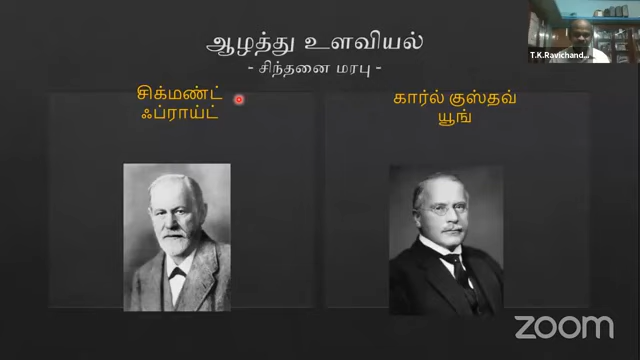 ஆழத்து உளவியல்
- சிந்தனை மரபு -
சிக்மண்ட்
ஃப்ராய்ட்
கார்ல் குஸ்தவ்
யூங்
T.K.Ravichand...
zoom